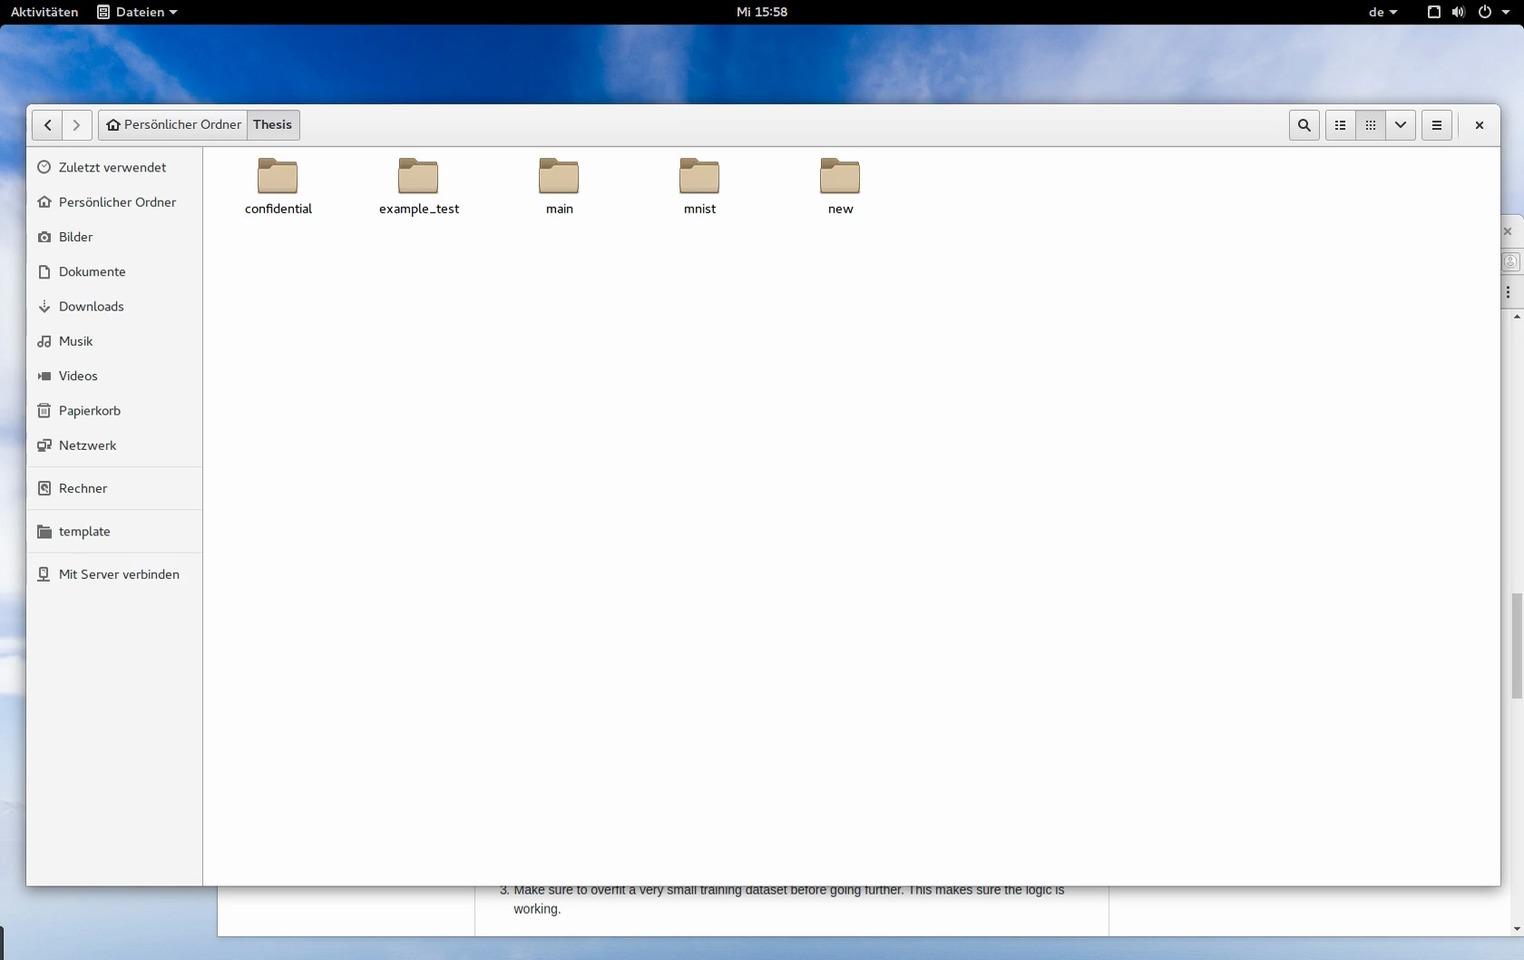 Aktivitäten Dateien Mi 15:58 de
Persönlicher Ordner Thesis
Zuletzt verwendet
Persönlicher Ordner
Bilder
Dokumente
Downloads
Musik
Videos
Papierkorb
Netzwerk
Rechner
template
Mit Server verbinden
confidential example_test main mnist new
3. Make sure to overfit a very small training dataset before going further. This makes sure the logic is
working.